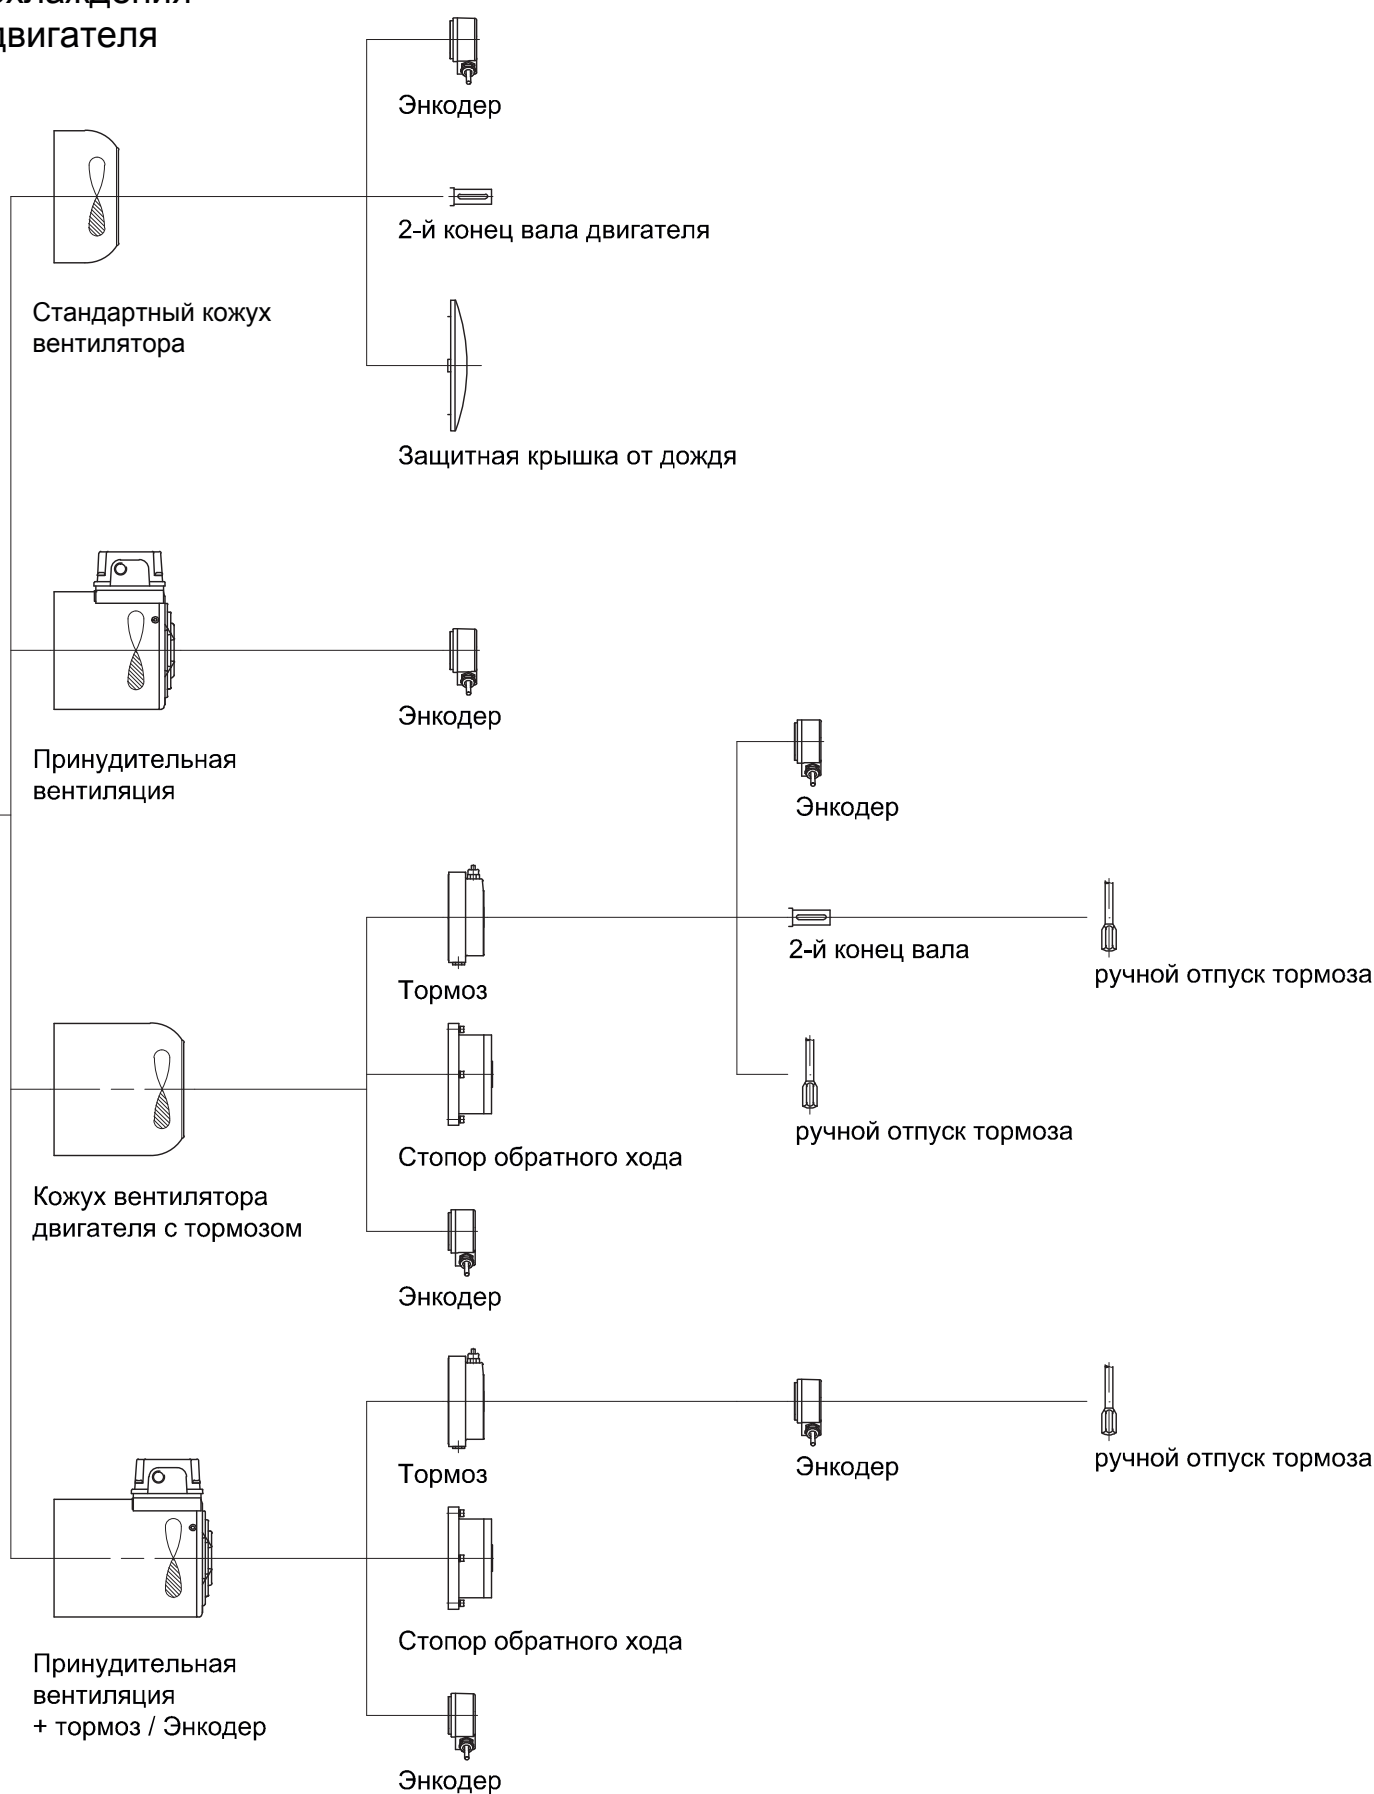 двигателя
Энкодер
2-й конец вала двигателя
Стандартный кожух
вентилятора
Защитная крышка от дождя
Энкодер
Принудительная
вентиляция
Энкодер
2-й конец вала
ручной отпуск тормоза
Тормоз
ручной отпуск тормоза
Стопор обратного хода
Кожух вентилятора
двигателя с тормозом
Энкодер
Тормоз
Энкодер
ручной отпуск тормоза
Стопор обратного хода
Принудительная
вентиляция
+ тормоз / Энкодер
Энкодер